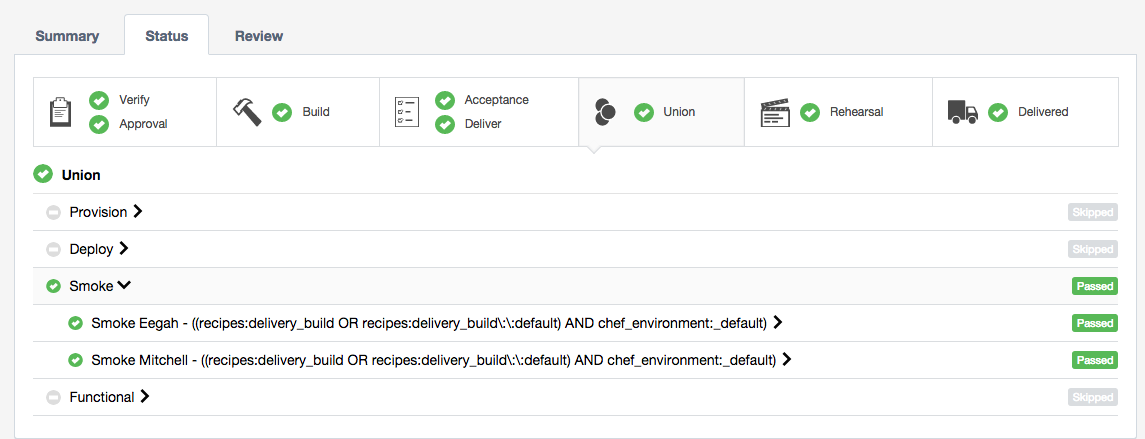 Summary Status Review
Verify
Approval
Build
Acceptance
Deliver
Union
Rehearsal
Delivered
Union
Provision Skipped
Deploy Skipped
Smoke Passed
Smoke Eegah - ((recipes:delivery_build OR recipes:delivery_build\:\:default) AND chef_environment:_default) Passed
Smoke Mitchell - ((recipes:delivery_build OR recipes:delivery_build\:\:default) AND chef_environment:_default) Passed
Functional Skipped